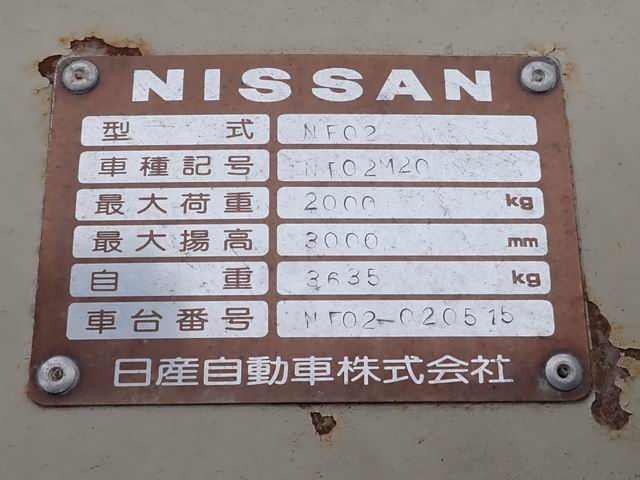 NISSAN
型式 NF02
車種記号 NF02M20
最大荷重 2000 kg
最大揚高 3000 mm
自重 3635 kg
車台番号 NF02-020515
日産自動車株式会社